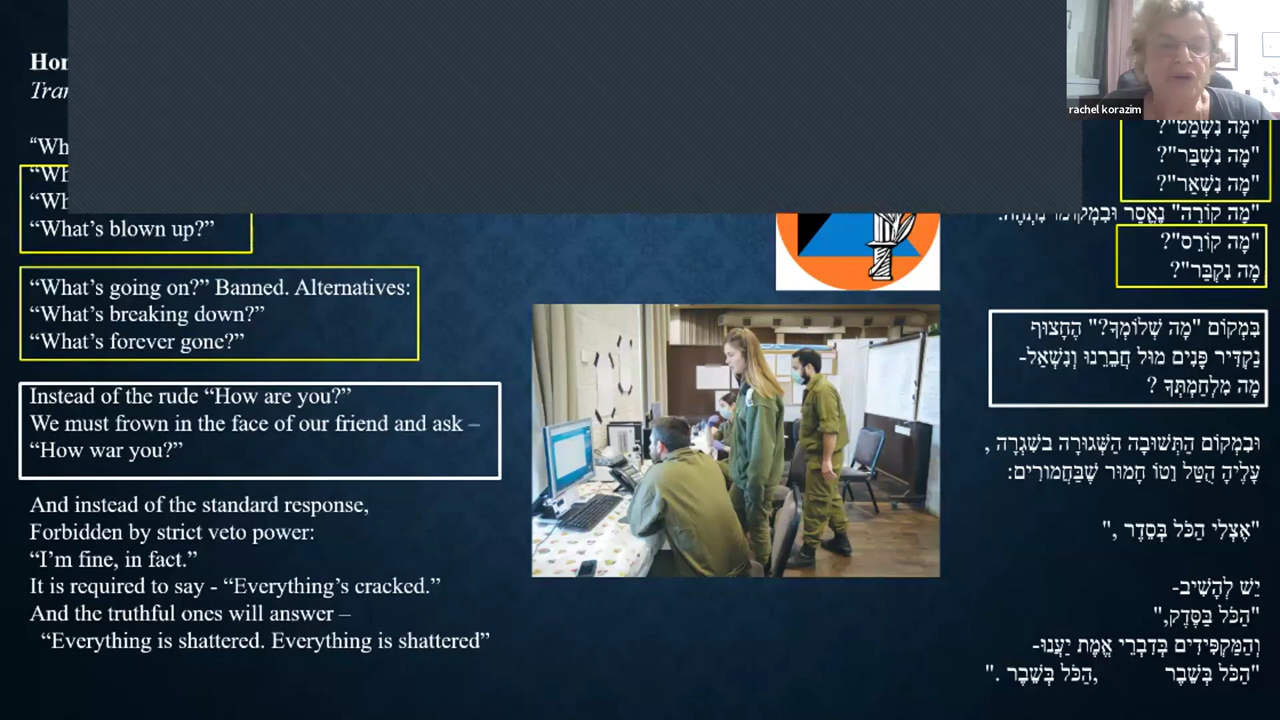 rachel korazim
"What's blown up?"
"What's going on?" Banned. Alternatives:
"What's breaking down?"
"What's forever gone?"
Instead of the rude "How are you?"
We must frown in the face of our friend and ask –
"How war you?"
And instead of the standard response,
Forbidden by strict veto power:
"I'm fine, in fact."
It is required to say - "Everything's cracked."
And the truthful ones will answer –
"Everything is shattered. Everything is shattered"
"מָה נִשְׁמַט"?
"מָה נִשְׁבַּר"?
"מָה נִשְׁאַר"?
"מָה קוֹרֶה" נֶאֱסַר
"מָה קוֹרֵס"?
מָה נִקְבַּר"?
בִּמְקוֹם "מָה שְׁלוֹמְךָ?" הֶחָצוּף
נַקְדִּיר פָּנִים מוּל חֲבֵרֵנוּ וְנִשְׁאַל-
מָה מִלְחַמְתְּךָ ?
וּבִמְקוֹם הַתְּשׁוּבָה הַשְּׁגוּרָה בשִׁגְרָה ,
עָלֶיהָ הֻטַּל וֵטוֹ חָמוּר שֶׁבַּחֲמוּרִים:
"אֶצְלִי הַכֹּל בְּסֵדֶר ,"
יֵשׁ לְהָשִׁיב-
"הַכֹּל בַּסֶּדֶק,"
וְהַמַּקְפִּידִים בְּדִבְרֵי אֱמֶת יַעֲנוּ-
"הַכֹּל בְּשֵׁבֶר ,הַכֹּל בְּשֵׁבֶר ."